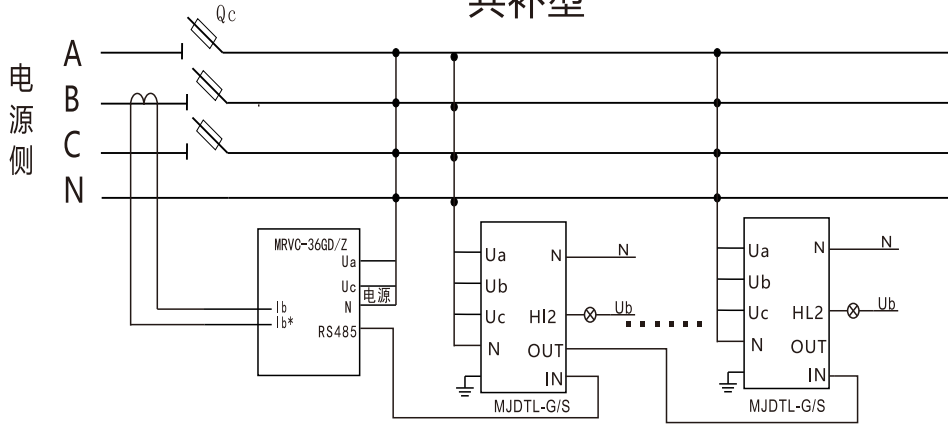 共补型
Qc
电源侧
A
B
C
N
MRVC-36GD/Z
Ua
Uc
电源
N
Ib
Ib*
RS485
Ua
Ub
Uc
N
N
Hl2
OUT
IN
N
Ub
MJDTL-G/S
Ua
Ub
Uc
N
N
HL2
OUT
IN
N
Ub
MJDTL-G/S